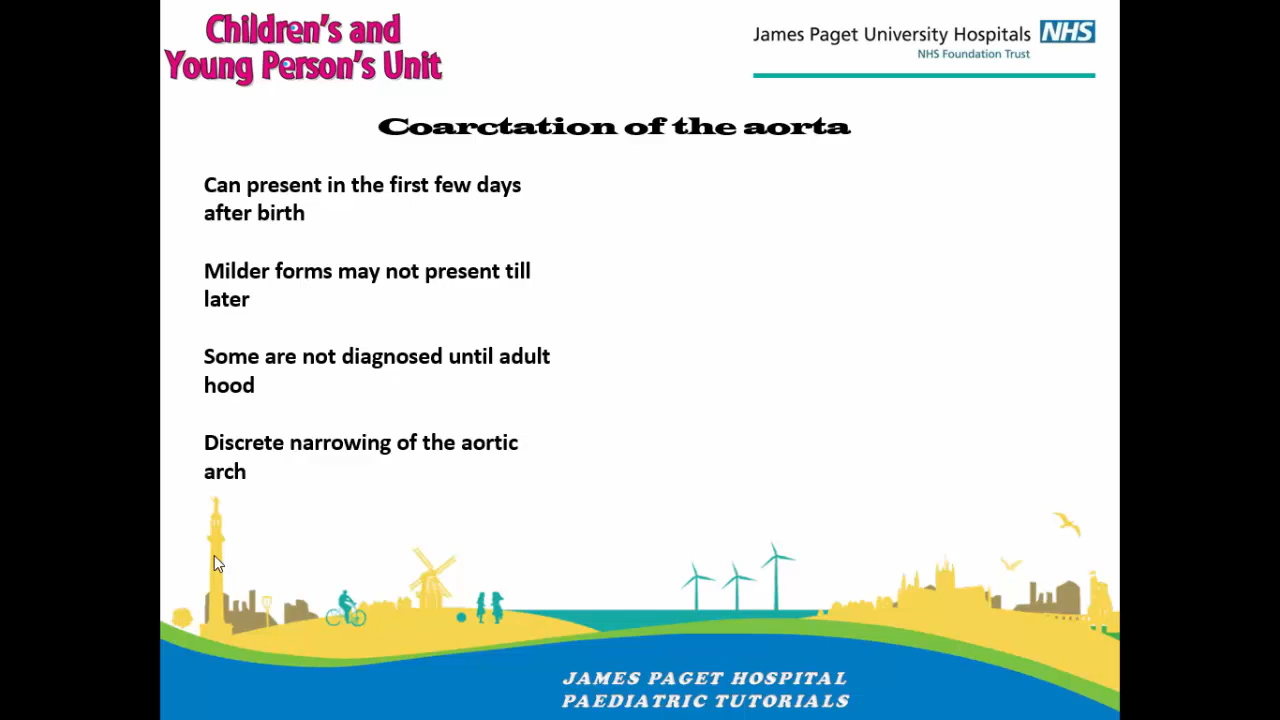 Children's and
Young Person's Unit
James Paget University Hospitals NHS
NHS Foundation Trust
Coarctation of the aorta
Can present in the first few days
after birth
Milder forms may not present till
later
Some are not diagnosed until adult
hood
Discrete narrowing of the aortic
arch
JAMES PAGET HOSPITAL
PAEDIATRIC TUTORIALS